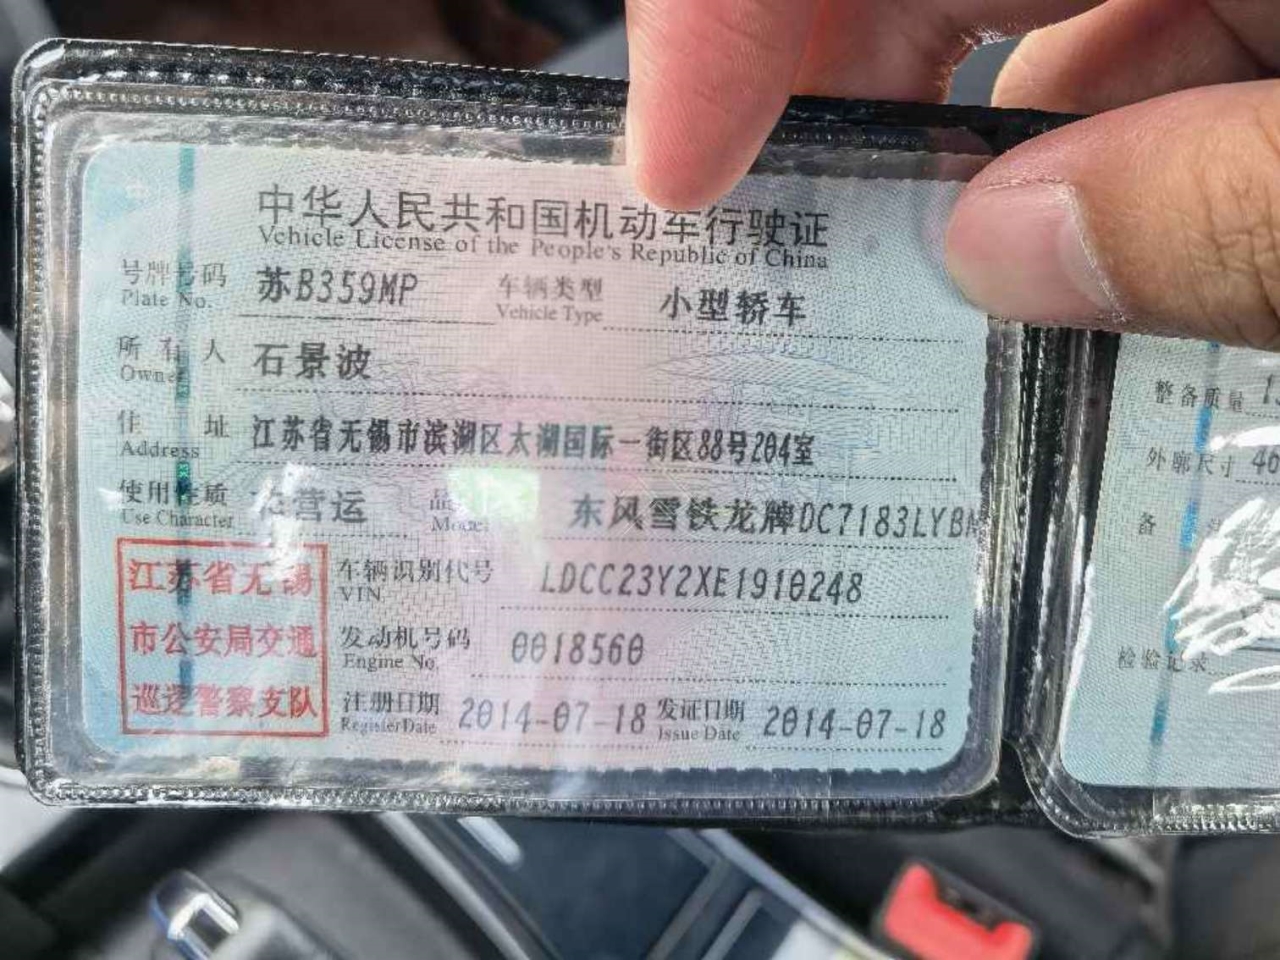 中华人民共和国机动车行驶证
Vehicle License of the People's Republic of China
号牌号码 苏B359MP 车辆类型 小型轿车
Plate No. Vehicle Type
所有人 石景波
Owner
住址 江苏省无锡市滨湖区太湖国际一街区88号204室
Address
使用性质 营运 东风雪铁龙牌DC7183LYB
Use Character Model
江苏省无锡
市公安局交通
巡逻警察支队
车辆识别代号 LDCC23Y2XE1910248
VIN
发动机号码 0018560
Engine No.
注册日期 2014-07-18 发证日期 2014-07-18
Register Date Issue Date
整备质量
外廓尺寸 46
备
检验记录